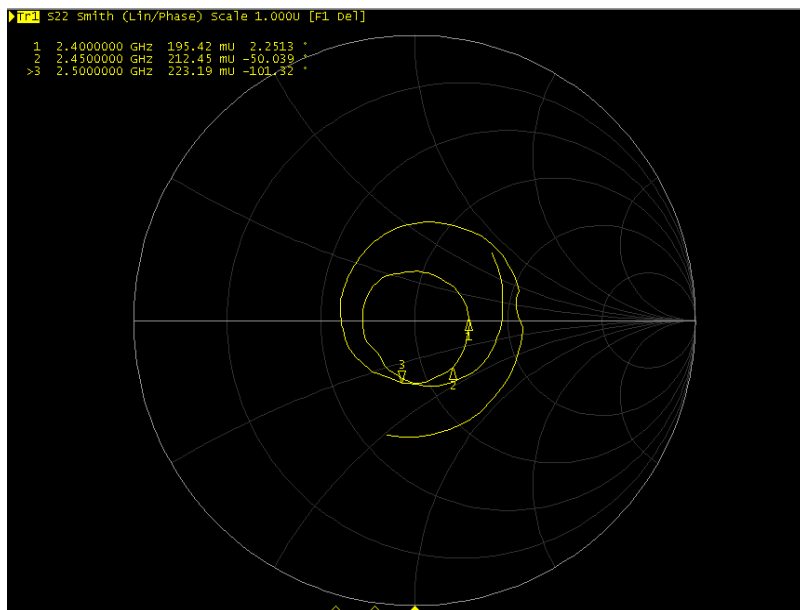 Tr1 S22 Smith (Lin/Phase) Scale 1.000U [F1 Del]
1 2.4000000 GHz 195.42 mU 2.2513 °
2 2.4500000 GHz 212.45 mU -50.039 °
>3 2.5000000 GHz 223.19 mU -101.32 °
1
3
2